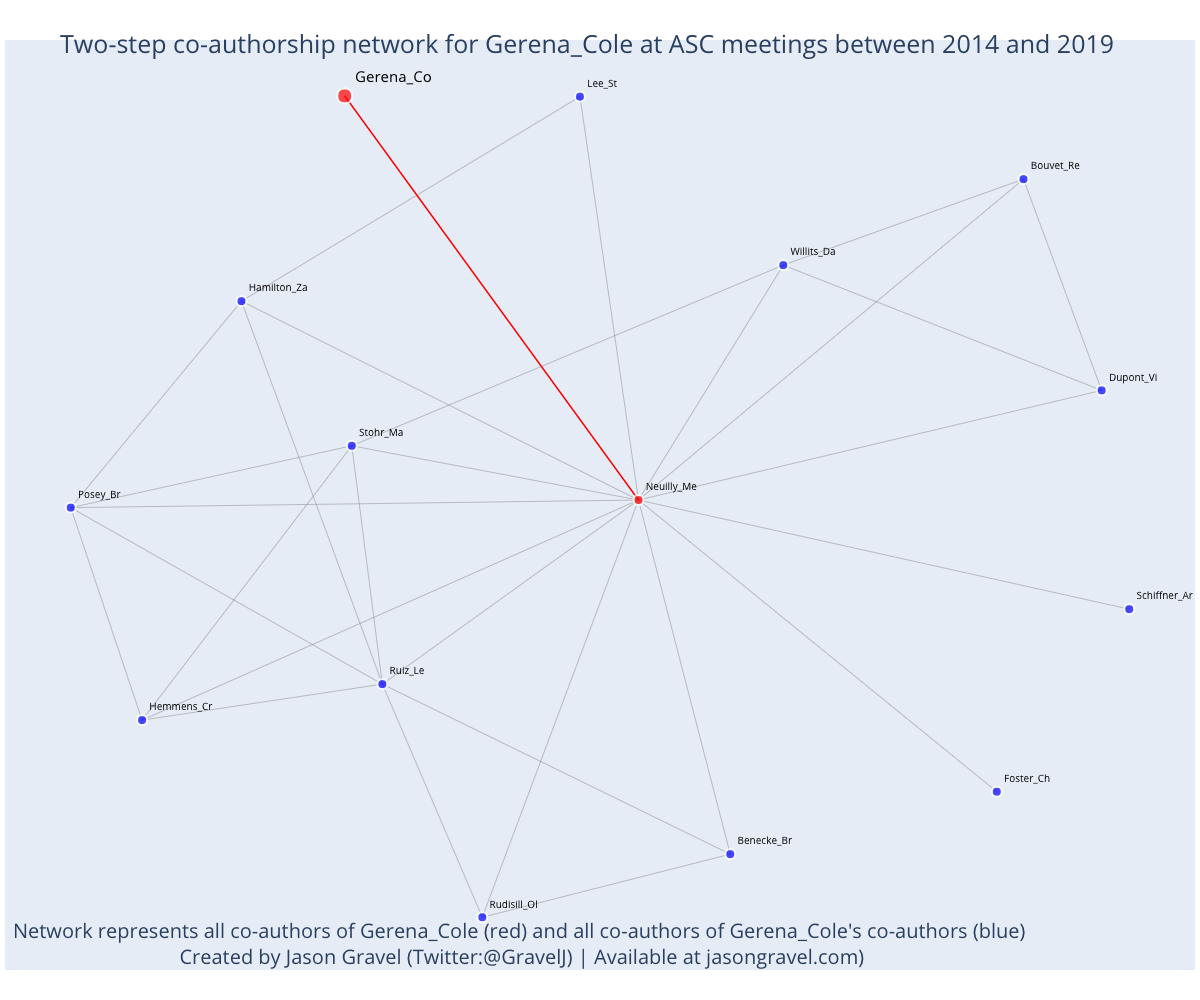 Two-step co-authorship network for Gerena_Cole at ASC meetings between 2014 and 2019
Gerena_Co
Lee_St
Bouvet_Re
Willits_Da
Hamilton_Za
Dupont_Vi
Stohr_Ma
Neuilly_Me
Posey_Br
Schiffner_Ar
Ruiz_Le
Hemmens_Cr
Foster_Ch
Benecke_Br
Rudisill_Ol
Network represents all co-authors of Gerena_Cole (red) and all co-authors of Gerena_Cole's co-authors (blue)
Created by Jason Gravel (Twitter:@GravelJ) | Available at jasongravel.com)